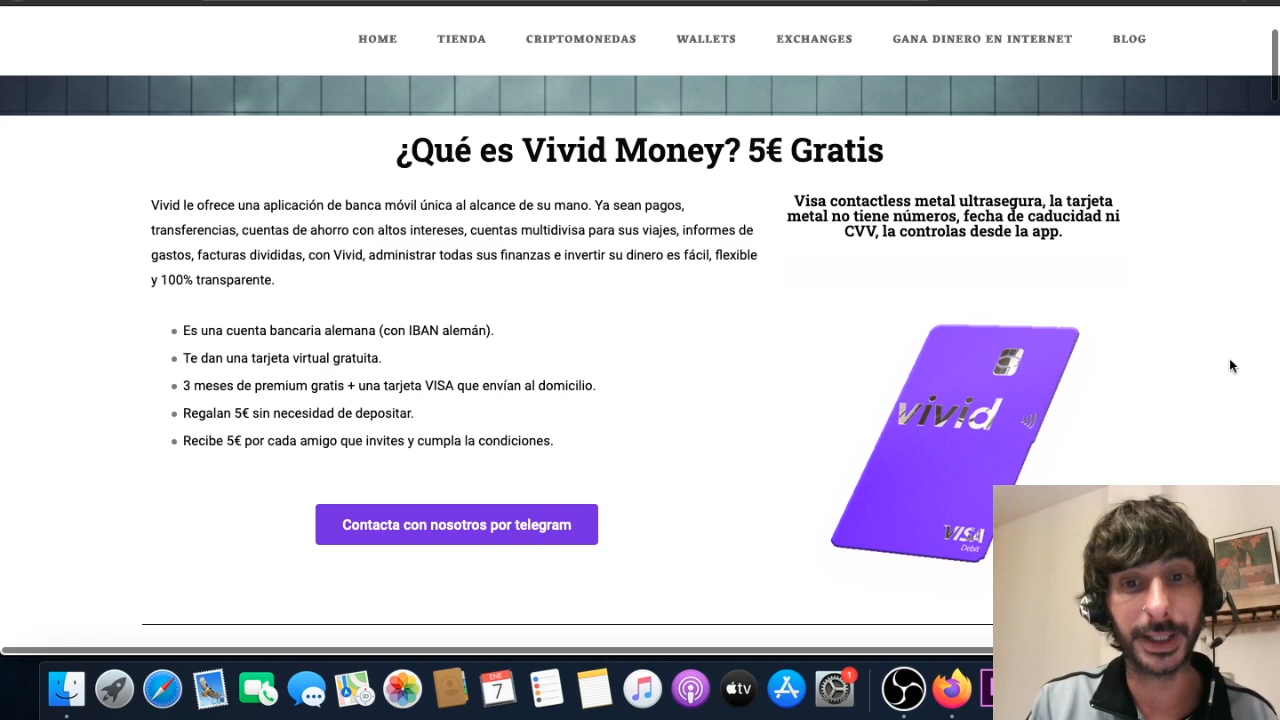 HOME TIENDA CRIPTOMONEDAS WALLETS EXCHANGES GANA DINERO EN INTERNET BLOG
¿Qué es Vivid Money? 5€ Gratis
Vivid le ofrece una aplicación de banca móvil única al alcance de su mano. Ya sean pagos,
transferencias, cuentas de ahorro con altos intereses, cuentas multidivisa para sus viajes, informes de
gastos, facturas divididas, con Vivid, administrar todas sus finanzas e invertir su dinero es fácil, flexible
y 100% transparente.
Es una cuenta bancaria alemana (con IBAN alemán).
Te dan una tarjeta virtual gratuita.
3 meses de premium gratis + una tarjeta VISA que envían al domicilio.
Regalan 5€ sin necesidad de depositar.
Recibe 5€ por cada amigo que invites y cumpla la condiciones.
Contacta con nosotros por telegram
Visa contactless metal ultrasegura, la tarjeta
metal no tiene números, fecha de caducidad ni
CVV, la controlas desde la app.
vivid
VISA
Debit
ENE
7
tv
1